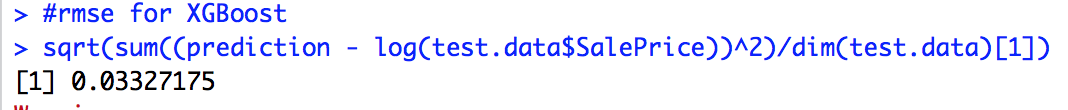 > #rmse for XGBoost
> sqrt(sum((prediction - log(test.data$SalePrice))^2)/dim(test.data)[1])
[1] 0.03327175